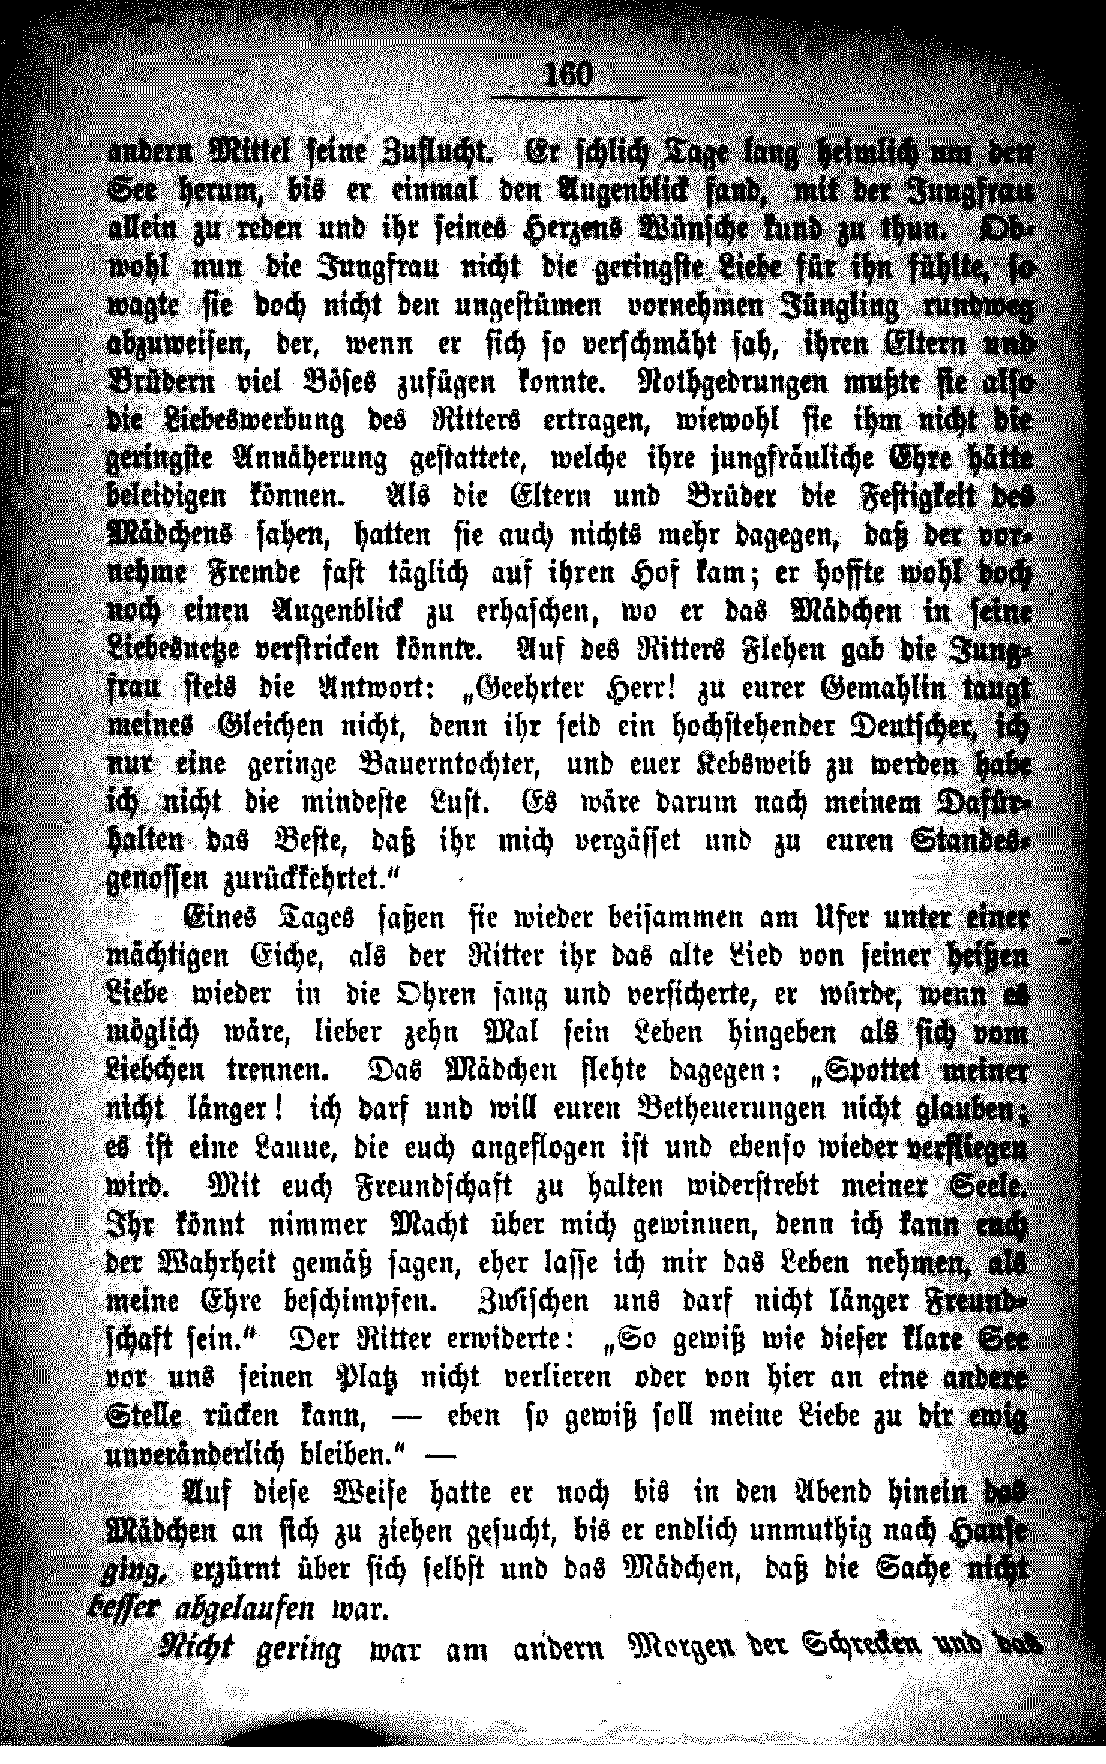 160
andern Mittel seine Zuflucht. Er schlich Tage lang heimlich um den
See herum, bis er einmal den Augenblick fand, mit der Jungfrau
allein zu reden und ihr seines Herzens Wünsche kund zu thun. Ob-
wohl nun die Jungfrau nicht die geringste Liebe für ihn fühlte, so
wagte sie doch nicht den ungestümen vornehmen Jüngling rundweg
abzuweisen, der, wenn er sich so verschmäht sah, ihren Eltern und
Brüdern viel Böses zufügen konnte. Nothgedrungen mußte sie also
die Liebeswerbung des Ritters ertragen, wiewohl sie ihm nicht die
geringste Annäherung gestattete, welche ihre jungfräuliche Ehre hätte
beleidigen können. Als die Eltern und Brüder die Festigkeit des
Mädchens sahen, hatten sie auch nichts mehr dagegen, daß der vor-
nehme Fremde fast täglich auf ihren Hof kam; er hoffte wohl doch
noch einen Augenblick zu erhaschen, wo er das Mädchen in seine
Liebesnetze verstricken könnte. Auf des Ritters Flehen gab die Jung-
frau stets die Antwort: „Geehrter Herr! zu eurer Gemahlin taugt
meines Gleichen nicht, denn ihr seid ein hochstehender Deutscher, ich
nur eine geringe Bauerntochter, und euer Kebsweib zu werden habe
ich nicht die mindeste Lust. Es wäre darum nach meinem Dafür-
halten das Beste, daß ihr mich vergässet und zu euren Standes-
genossen zurückkehrtet.“
Eines Tages saßen sie wieder beisammen am Ufer unter einer
mächtigen Eiche, als der Ritter ihr das alte Lied von seiner heißen
Liebe wieder in die Ohren sang und versicherte, er würde, wenn es
möglich wäre, lieber zehn Mal sein Leben hingeben als sich vom
Liebchen trennen. Das Mädchen flehte dagegen: „Spottet meiner
nicht länger! ich darf und will euren Betheuerungen nicht glauben;
es ist eine Laune, die euch angeflogen ist und ebenso wieder verfliegen
wird. Mit euch Freundschaft zu halten widerstrebt meiner Seele.
Ihr könnt nimmer Macht über mich gewinnen, denn ich kann euch
der Wahrheit gemäß sagen, eher lasse ich mir das Leben nehmen, als
meine Ehre beschimpfen. Zwischen uns darf nicht länger Freund-
schaft sein.“ Der Ritter erwiderte: „So gewiß wie dieser klare See
vor uns seinen Platz nicht verlieren oder von hier an eine andere
Stelle rücken kann, — eben so gewiß soll meine Liebe zu dir ewig
unveränderlich bleiben.“ —
Auf diese Weise hatte er noch bis in den Abend hinein das
Mädchen an sich zu ziehen gesucht, bis er endlich unmuthig nach Hause
ging, erzürnt über sich selbst und das Mädchen, daß die Sache nicht
besser abgelaufen war.
Nicht gering war am andern Morgen der Schrecken und das